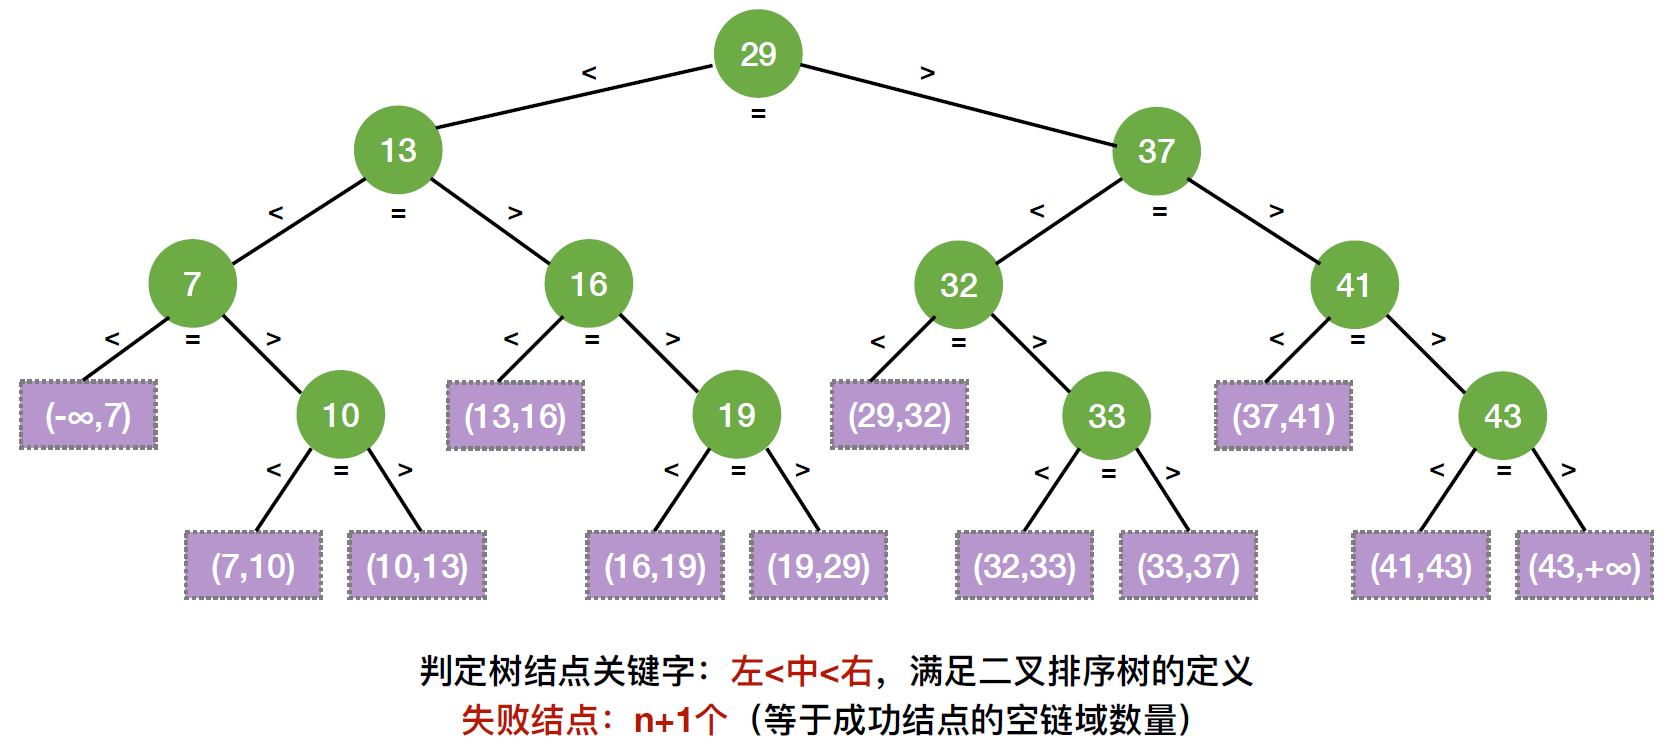 29
< >
=
13 37
< = > < = >
7 16 32 41
< = > < = > < = > < = >
(-∞,7) 10 (13,16) 19 (29,32) 33 (37,41) 43
< = > < = > < = > < = >
(7,10) (10,13) (16,19) (19,29) (32,33) (33,37) (41,43) (43,+∞)
判定树结点关键字：左<中<右，满足二叉排序树的定义
失败结点：n+1个（等于成功结点的空链域数量）